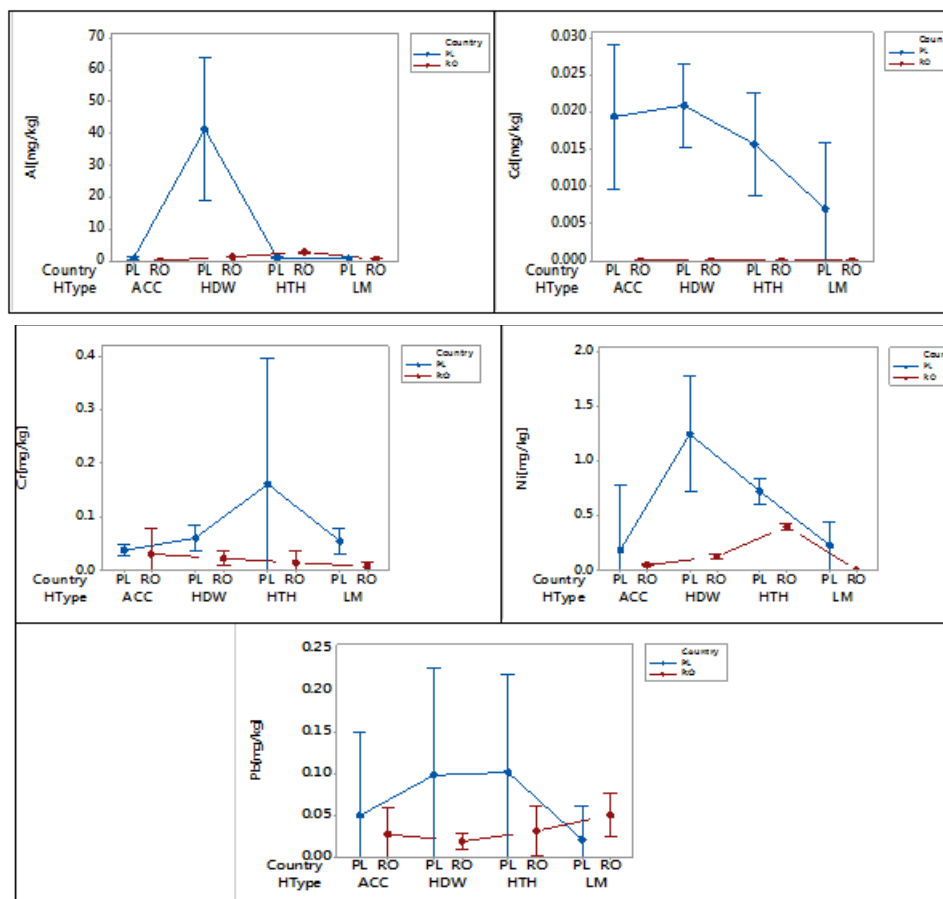 Al[mg/kg]
70
60
50
40
30
20
10
0
Country PL RO PL RO PL RO PL RO
HType ACC HDW HTH LM
Country
PL
RO
Cd[mg/kg]
0.030
0.025
0.020
0.015
0.010
0.005
0.000
Country PL RO PL RO PL RO PL RO
HType ACC HDW HTH LM
Coun
PL
RO
Cr[mg/kg]
0.4
0.3
0.2
0.1
0.0
Country PL RO PL RO PL RO PL RO
HType ACC HDW HTH LM
Country
PL
RO
Ni[mg/kg]
2.0
1.5
1.0
0.5
0.0
Country PL RO PL RO PL RO PL RO
HType ACC HDW HTH LM
Cou
PL
RO
Pb[mg/kg]
0.25
0.20
0.15
0.10
0.05
0.00
Country PL RO PL RO PL RO PL RO
HType ACC HDW HTH LM
Country
PL
RO